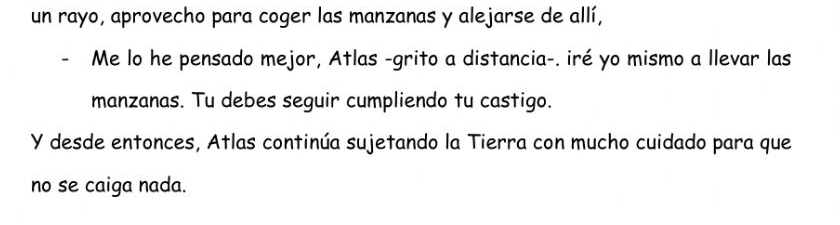 un rayo, aprovecho para coger las manzanas y alejarse de allí,
- Me lo he pensado mejor, Atlas -grito a distancia-. iré yo mismo a llevar las
manzanas. Tu debes seguir cumpliendo tu castigo.
Y desde entonces, Atlas continúa sujetando la Tierra con mucho cuidado para que
no se caiga nada.